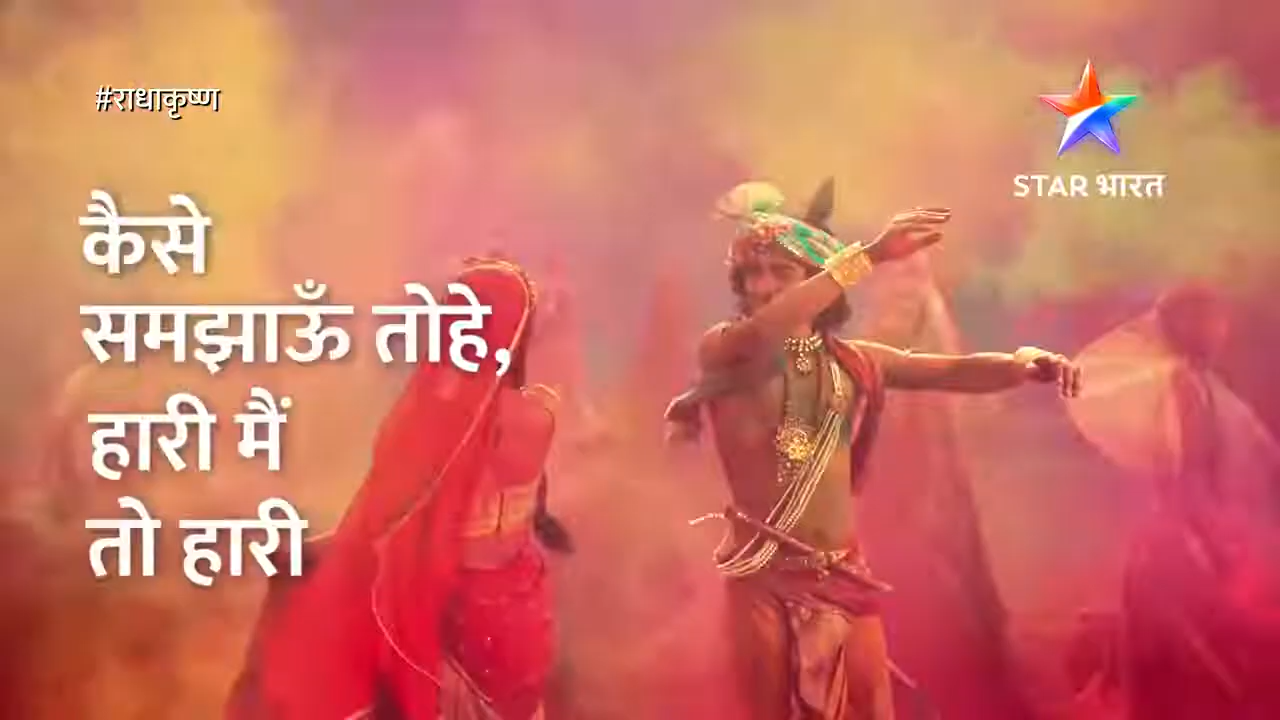 #राधाकृष्ण
STAR भारत
कैसे
समझाऊँ तोहे,
हारी मैं
तो हारी